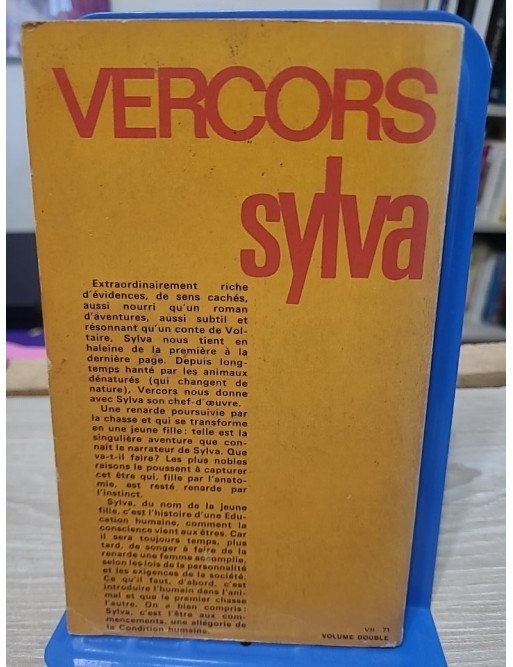 VERCORS
sylva
Extraordinairement riche
d'évidences, de sens cachés,
aussi nourri qu'un roman
d'aventures, aussi subtil et
résonnant qu'un conte de Vol-
taire, Sylva nous tient en
haleine de la première à la
dernière page. Depuis long-
temps hanté par les animaux
dénaturés (qui changent de
nature), Vercors nous donne
avec Sylva son chef-d'œuvre.
Une renarde poursuivie par
la chasse et qui se transforme
en une jeune fille : telle est la
singulière aventure que con-
naît le narrateur de Sylva. Que
va-t-il faire? Les plus nobles
raisons le poussent à capturer
cet être qui, fille par l'anato-
mie, est resté renarde par
l'instinct.
Sylva, du nom de la jeune
fille, c'est l'histoire d'une Edu-
cation humaine, comment la
conscience vient aux êtres. Car
il sera toujours temps, plus
tard, de songer à faire de la
renarde une femme accomplie,
selon les lois de la personnalité
et les exigences de la société.
Ce qu'il faut, d'abord, c'est
introduire l'humain dans l'ani-
mal et que le premier chasse
l'autre. On a bien compris :
Sylva, c'est l'être aux com-
mencements, une allégorie de
la Condition humaine.
VII - 71
VOLUME DOUBLE